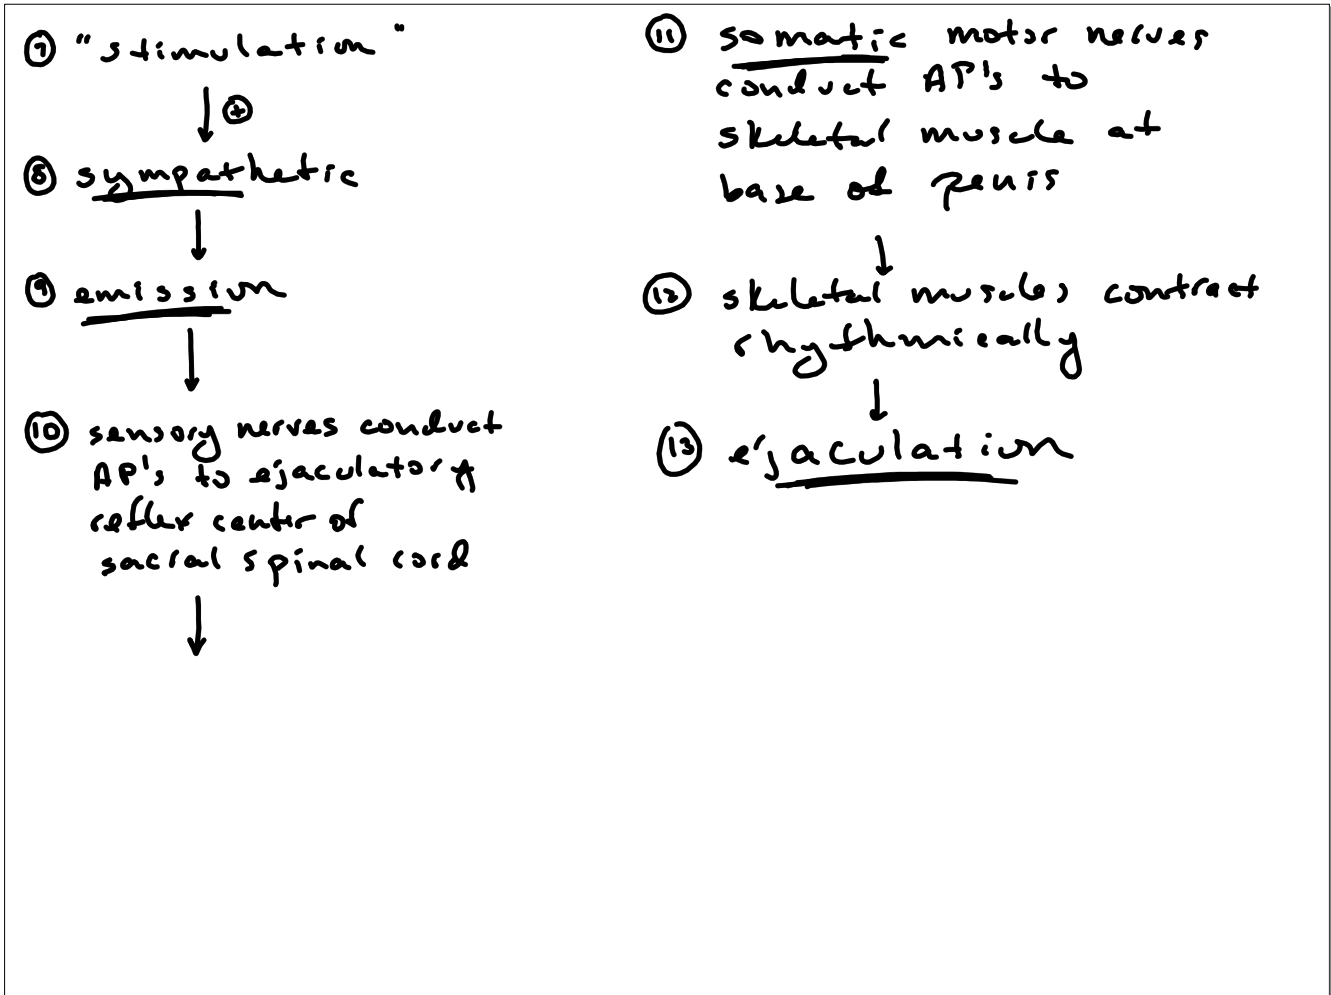 ⑦ "stimulation"
↓ ⊕
⑧ sympathetic
↓
⑨ emission
↓
⑩ sensory nerves conduct
AP's to ejaculatory
reflex center of
sacral spinal cord
↓
⑪ somatic motor nerves
conduct AP's to
skeletal muscle at
base of penis
↓
⑫ skeletal muscles contract
rhythmically
↓
⑬ ejaculation